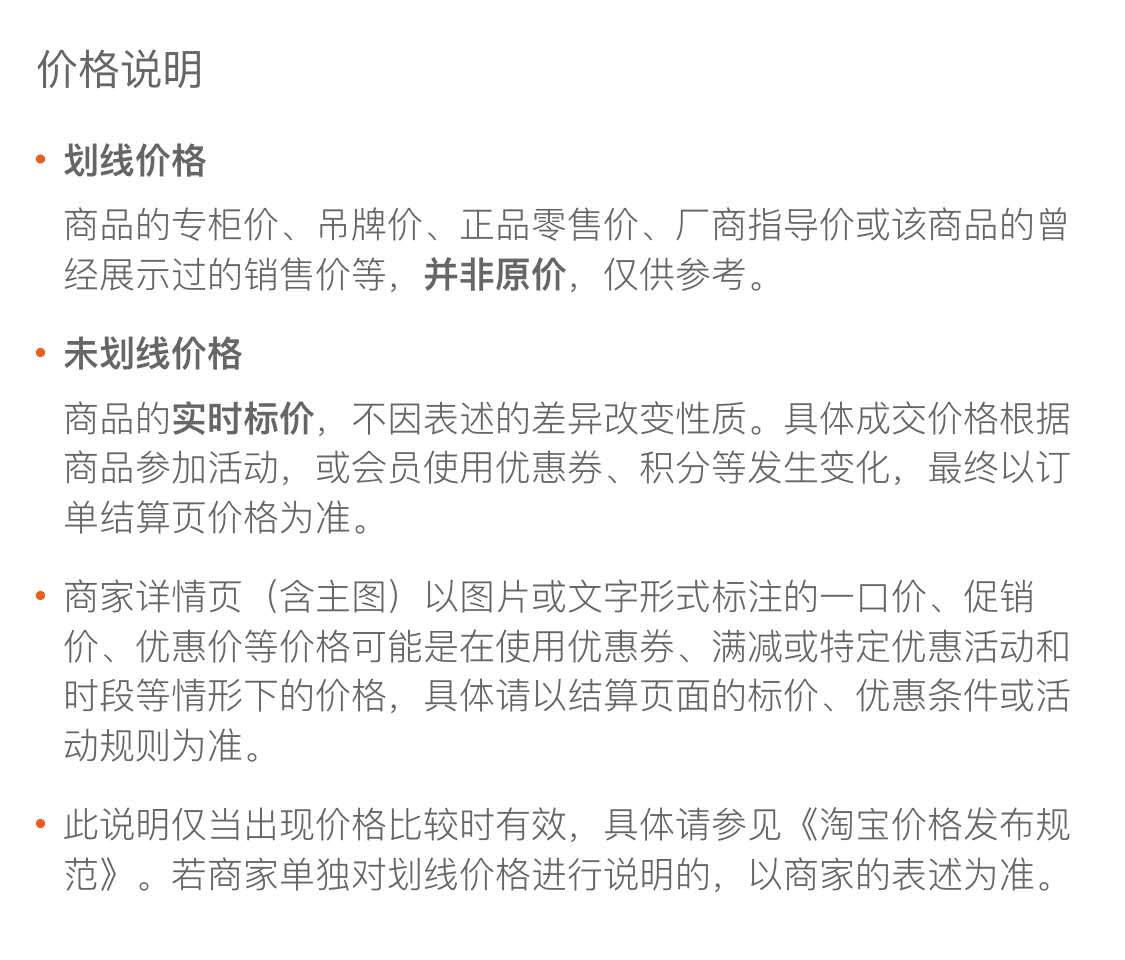 价格说明
• 划线价格
商品的专柜价、吊牌价、正品零售价、厂商指导价或该商品的曾
经展示过的销售价等，并非原价，仅供参考。
• 未划线价格
商品的实时标价，不因表述的差异改变性质。具体成交价格根据
商品参加活动，或会员使用优惠券、积分等发生变化，最终以订
单结算页价格为准。
• 商家详情页（含主图）以图片或文字形式标注的一口价、促销
价、优惠价等价格可能是在使用优惠券、满减或特定优惠活动和
时段等情形下的价格，具体请以结算页面的标价、优惠条件或活
动规则为准。
• 此说明仅当出现价格比较时有效，具体请参见《淘宝价格发布规
范》。若商家单独对划线价格进行说明的，以商家的表述为准。